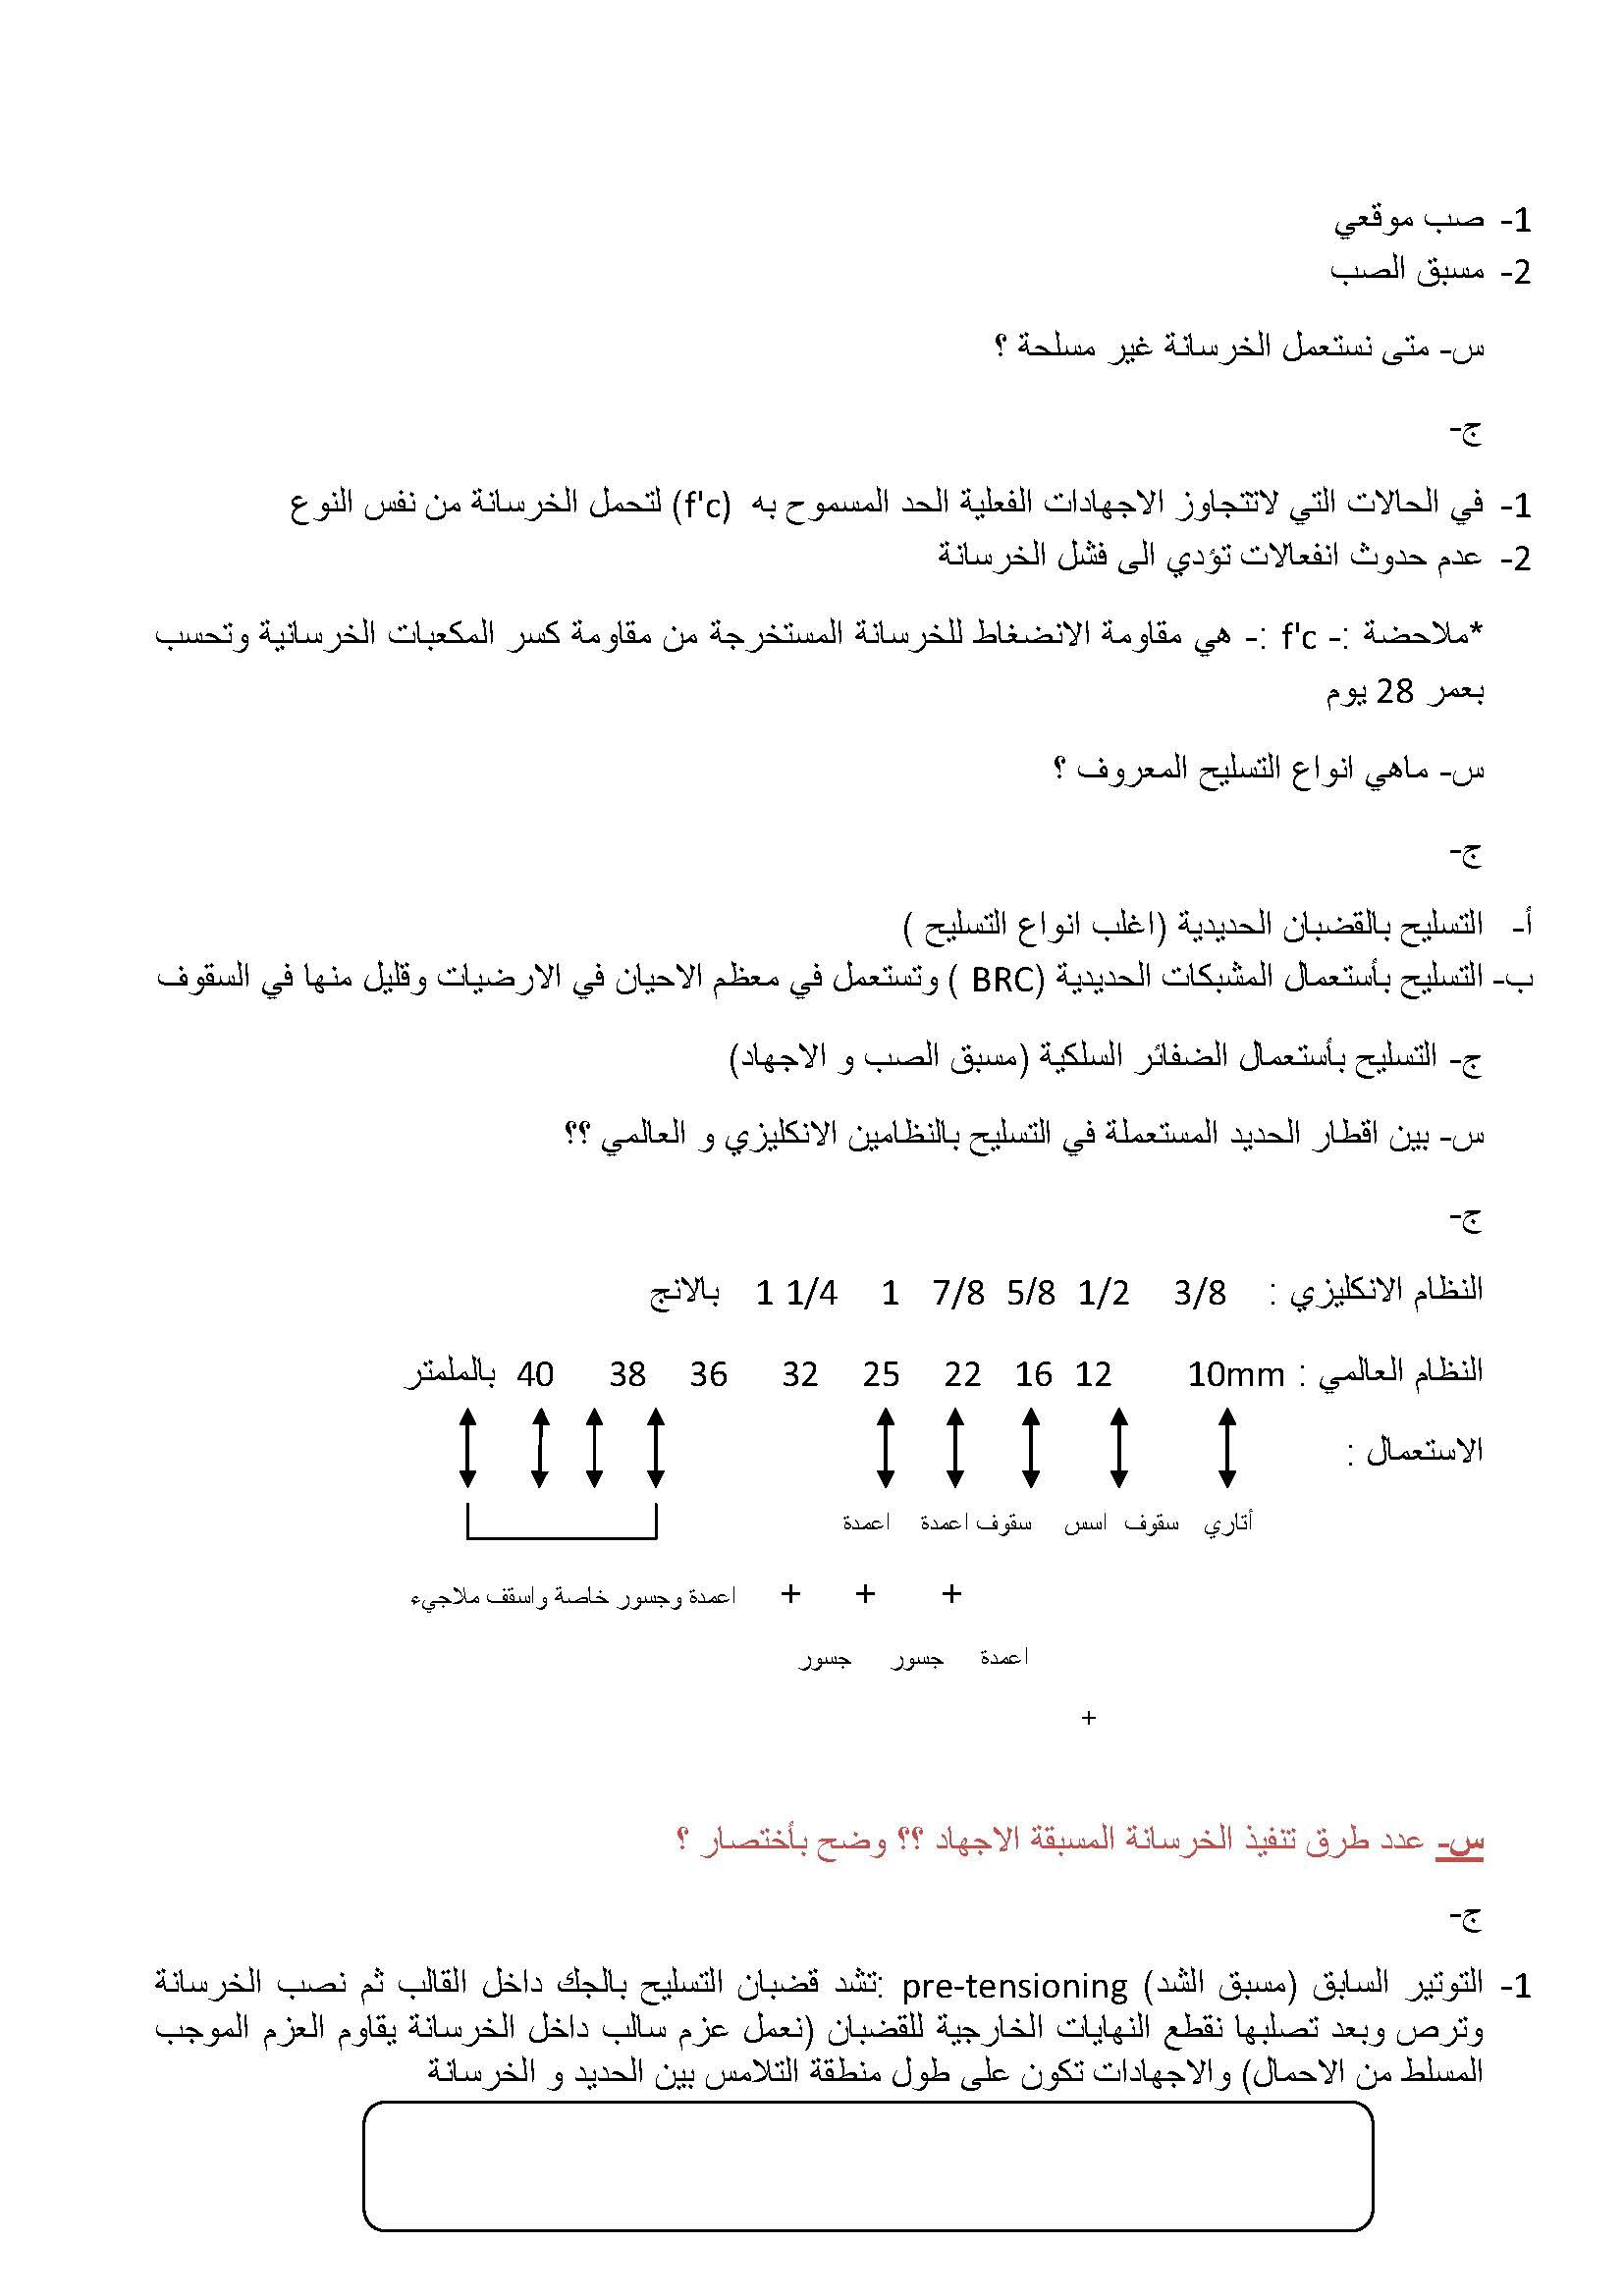 1- صب موقعي
2- مسبق الصب
س- متى نستعمل الخرسانة غير مسلحة ؟
ج-
1- في الحالات التي لاتتجاوز الاجهادات الفعلية الحد المسموح به (f'c) لتحمل الخرسانة من نفس النوع
2- عدم حدوث انفعالات تؤدي الى فشل الخرسانة
*ملاحضة :- f'c :- هي مقاومة الانضغاط للخرسانة المستخرجة من مقاومة كسر المكعبات الخرسانية وتحسب
بعمر 28 يوم
س- ماهي انواع التسليح المعروف ؟
ج-
أ- التسليح بالقضبان الحديدية (اغلب انواع التسليح )
ب- التسليح بأستعمال المشبكات الحديدية (BRC ) وتستعمل في معظم الاحيان في الارضيات وقليل منها في السقوف
ج- التسليح بأستعمال الضفائر السلكية (مسبق الصب و الاجهاد)
س- بين اقطار الحديد المستعملة في التسليح بالنظامين الانكليزي و العالمي ؟؟
ج-
النظام الانكليزي : 3/8 1/2 5/8 7/8 1 1 1/4 بالانج
النظام العالمي : 10mm 12 16 22 25 32 36 38 40 بالملمتر
الاستعمال :
أتاري سقوف اسس سقوف اعمدة اعمدة
+ + + اعمدة وجسور خاصة واسقف ملاجيء
اعمدة جسور جسور
+
س- عدد طرق تنفيذ الخرسانة المسبقة الاجهاد ؟؟ وضح بأختصار ؟
ج-
1- التوتير السابق (مسبق الشد) pre-tensioning :تشد قضبان التسليح بالجك داخل القالب ثم نصب الخرسانة
وترص وبعد تصلبها نقطع النهايات الخارجية للقضبان (نعمل عزم سالب داخل الخرسانة يقاوم العزم الموجب
المسلط من الاحمال) والاجهادات تكون على طول منطقة التلامس بين الحديد و الخرسانة